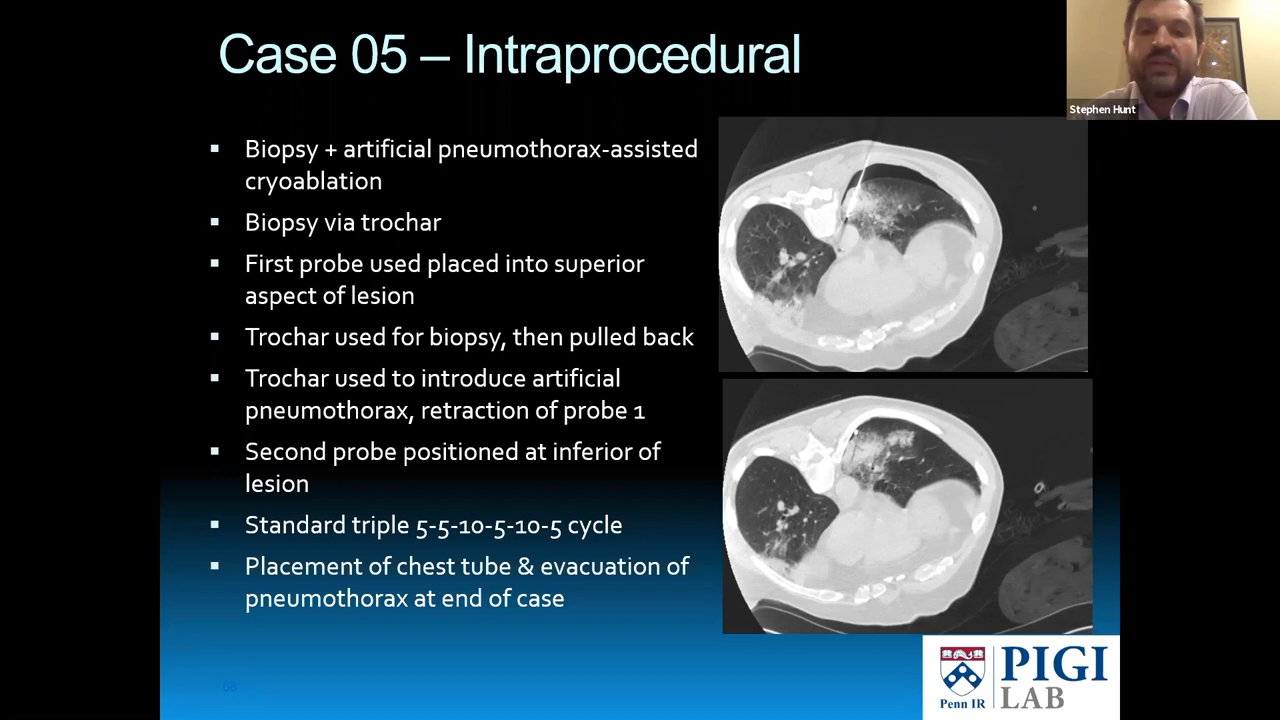 Case 05 – Intraprocedural
Stephen Hunt
▪ Biopsy + artificial pneumothorax-assisted
cryoablation
▪ Biopsy via trochar
▪ First probe used placed into superior
aspect of lesion
▪ Trochar used for biopsy, then pulled back
▪ Trochar used to introduce artificial
pneumothorax, retraction of probe 1
▪ Second probe positioned at inferior of
lesion
▪ Standard triple 5-5-10-5-10-5 cycle
▪ Placement of chest tube & evacuation of
pneumothorax at end of case
68
Penn IR
PIGI
LAB